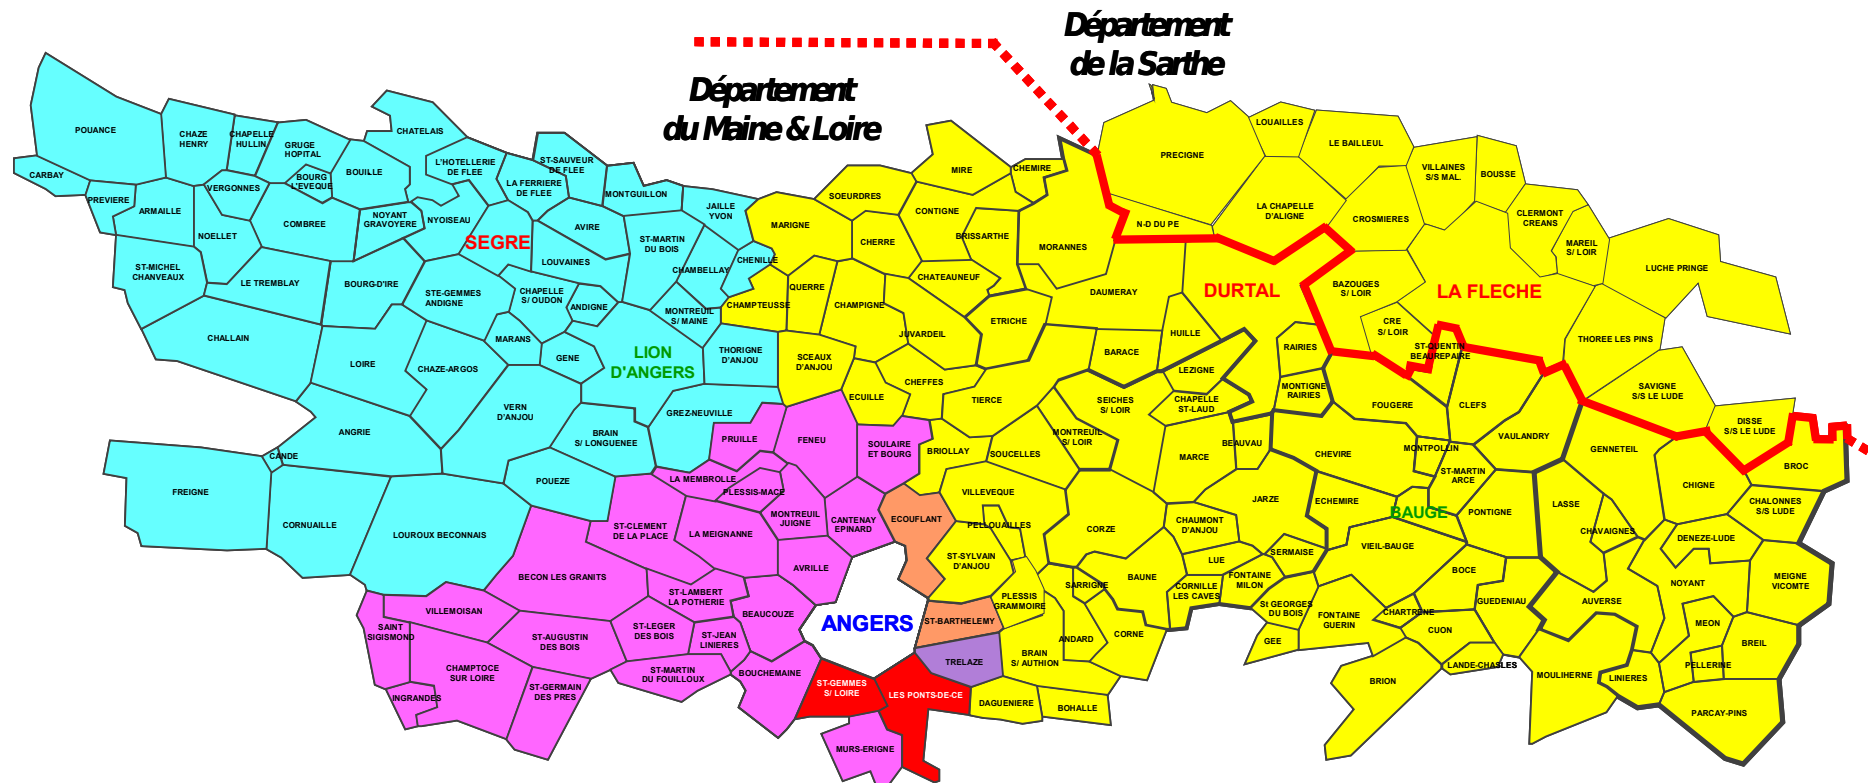 Département
de la Sarthe
Département
du Maine & Loire
POUANCE
CHAZE
HENRY
CHAPELLE
HULLIN
GRUGE
HOPITAL
CHATELAIS
CARBAY
PREVIERE
ARMAILLE
VERGONNES
BOURG
L'EVEQUE
BOUILLE
L'HOTELLERIE
DE FLEE
LA FERRIERE
DE FLEE
ST-SAUVEUR
DE FLEE
MONTGUILLON
NOELLET
COMBREE
NOYANT
GRAVOYERE
NYOISEAU
SEGRE
AVIRE
JAILLE
YVON
ST-MICHEL
CHANVEAUX
LE TREMBLAY
BOURG-D'IRE
STE-GEMMES
ANDIGNE
LOUVAINES
ST-MARTIN
DU BOIS
CHAMBELLAY
CHENILLE
CHAPELLE
S/ OUDON
ANDIGNE
MONTREUIL
S/ MAINE
CHALLAIN
LOIRE
CHAZE-ARGOS
MARANS
GENE
LION
D'ANGERS
THORIGNE
D'ANJOU
ANGRIE
VERN
D'ANJOU
BRAIN
S/ LONGUENEE
GREZ-NEUVILLE
CANDE
FREIGNE
CORNUAILLE
LOUROUX BECONNAIS
POUEZE
MARIGNE
SOEURDRES
MIRE
CHEMIRE
CONTIGNE
CHERRE
BRISSARTHE
MORANNES
QUERRE
CHATEAUNEUF
CHAMPTEUSSE
CHAMPIGNE
JUVARDEIL
ETRICHE
DAUMERAY
SCEAUX
D'ANJOU
CHEFFES
ECUILLE
TIERCE
BARACE
HUILLE
DURTAL
PRECIGNE
LOUAILLES
LE BAILLEUL
VILLAINES
S/S MAL.
BOUSSE
N-D DU PE
LA CHAPELLE
D'ALIGNE
CROSMIERES
CLERMONT
CREANS
MAREIL
S/ LOIR
LUCHE PRINGE
BAZOUGES
S/ LOIR
LA FLECHE
CRE
S/ LOIR
ST-QUENTIN
BEAUREPAIRE
THOREE LES PINS
SAVIGNE
S/S LE LUDE
DISSE
S/S LE LUDE
RAIRIES
LEZIGNE
MONTIGNE
RAIRIES
SEICHES
S/ LOIR
CHAPELLE
ST-LAUD
FOUGERE
CLEFS
VAULANDRY
GENNETEIL
BROC
PRUILLE
FENEU
SOULAIRE
ET BOURG
BRIOLLAY
SOUCELLES
MONTREUIL
S/ LOIR
MARCE
BEAUVAU
CHEVIRE
MONTPOLLIN
ST-MARTIN
ARCE
CHIGNE
CHALONNES
S/S LUDE
LA MEMBROLLE
PLESSIS-MACE
MONTREUIL
JUIGNE
CANTENAY
EPINARD
ECOUFLANT
VILLEVEQUE
PELLOUAILLES
CORZE
CHAUMONT
D'ANJOU
JARZE
ECHEMIRE
BAUGE
PONTIGNE
LASSE
CHAVAIGNES
DENEZE-LUDE
ST-CLEMENT
DE LA PLACE
LA MEIGNANNE
AVRILLE
ST-SYLVAIN
D'ANJOU
SARRIGNE
BAUNE
CORNILLE
LES CAVES
LUE
FONTAINE
MILON
SERMAISE
VIEIL-BAUGE
BOCE
NOYANT
MEIGNE
VICOMTE
BECON LES GRANITS
ST-LAMBERT
LA POTHERIE
BEAUCOUZE
ANGERS
ST-BARTHELEMY
PLESSIS
GRAMMOIRE
ANDARD
CORNE
St GEORGES
DU BOIS
GEE
FONTAINE
GUERIN
CHARTRENE
GUEDENIAU
CUON
AUVERSE
MEON
BREIL
VILLEMOISAN
SAINT
SIGISMOND
ST-AUGUSTIN
DES BOIS
ST-LEGER
DES BOIS
ST-JEAN
LINIERES
TRELAZE
BRAIN
S/ AUTHION
LANDE-CHASLES
MOULIHERNE
LINIERES
PELLERINE
CHAMPTOCE
SUR LOIRE
ST-MARTIN
DU FOUILLOUX
BOUCHEMAINE
ST-GEMMES
S/ LOIRE
LES PONTS-DE-CE
DAGUENIERE
BOHALLE
BRION
PARCAY-PINS
INGRANDES
ST-GERMAIN
DES PRES
MURS-ERIGNE